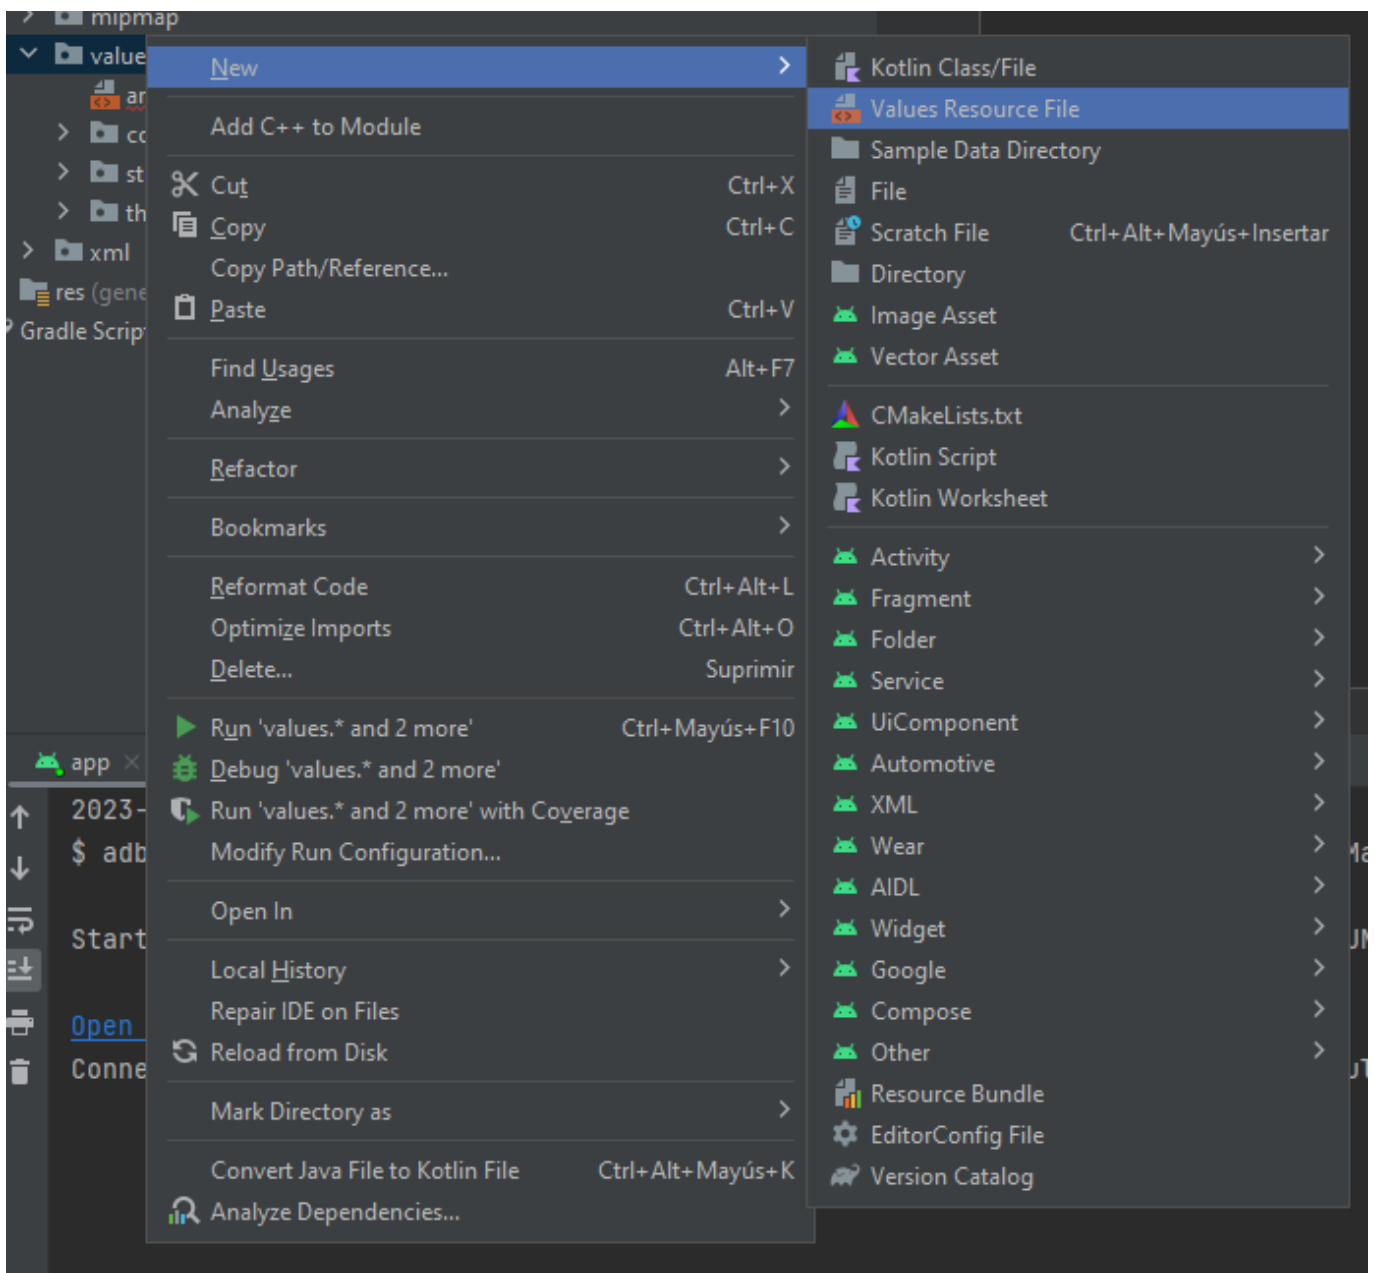 mipmap
value
ar
co
st
th
xml
res (gene
Gradle Scrip
New
Add C++ to Module
Cut Ctrl+X
Copy Ctrl+C
Copy Path/Reference...
Paste Ctrl+V
Find Usages Alt+F7
Analyze
Refactor
Bookmarks
Reformat Code Ctrl+Alt+L
Optimize Imports Ctrl+Alt+O
Delete... Suprimir
Run 'values.* and 2 more' Ctrl+Mayús+F10
Debug 'values.* and 2 more'
Run 'values.* and 2 more' with Coverage
Modify Run Configuration...
Open In
Local History
Repair IDE on Files
Reload from Disk
Mark Directory as
Convert Java File to Kotlin File Ctrl+Alt+Mayús+K
Analyze Dependencies...
Kotlin Class/File
Values Resource File
Sample Data Directory
File
Scratch File Ctrl+Alt+Mayús+Insertar
Directory
Image Asset
Vector Asset
CMakeLists.txt
Kotlin Script
Kotlin Worksheet
Activity
Fragment
Folder
Service
UiComponent
Automotive
XML
Wear
AIDL
Widget
Google
Compose
Other
Resource Bundle
EditorConfig File
Version Catalog
app
2023-
$ adb
Start
Open
Conne